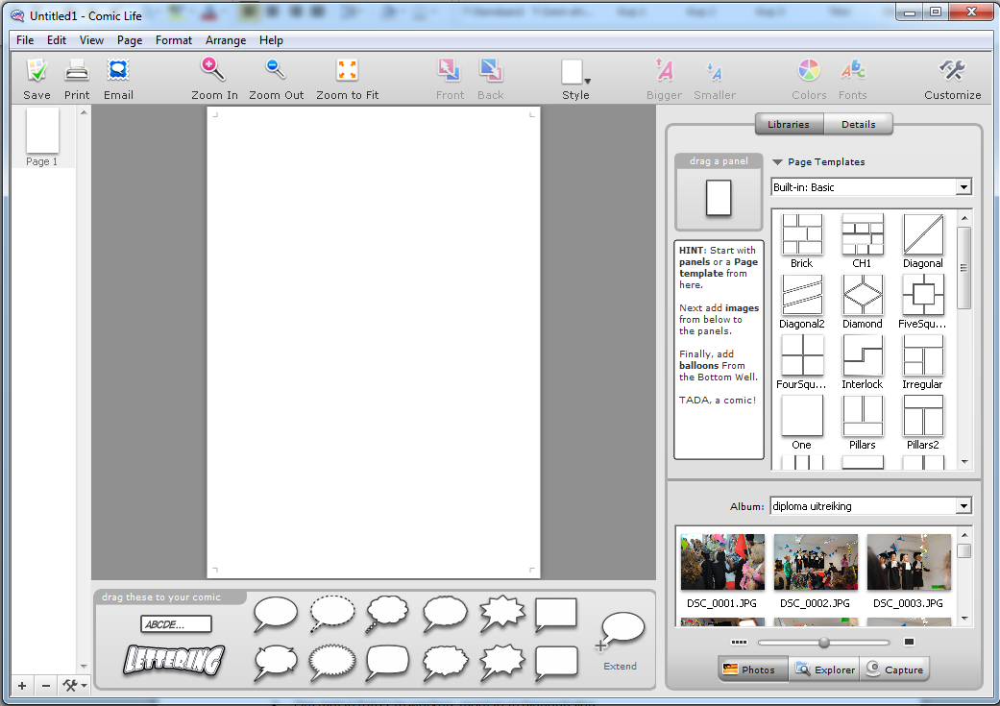 Untitled1 - Comic Life
File Edit View Page Format Arrange Help
Save Print Email Zoom In Zoom Out Zoom to Fit Front Back Style Bigger Smaller Colors Fonts Customize
Page 1
Libraries Details
drag a panel
Page Templates
Built-in: Basic
HINT: Start with
panels or a Page
template from
here.
Next add images
from below to
the panels.
Finally, add
balloons From
the Bottom Well.
TADA, a comic!
Brick CH1 Diagonal
Diagonal2 Diamond FiveSqu...
FourSqu... Interlock Irregular
One Pillars Pillars2
Album: diploma uitreiking
DSC_0001.JPG DSC_0002.JPG DSC_0003.JPG
Photos Explorer Capture
drag these to your comic
ABCDE...
LETTERING
Extend